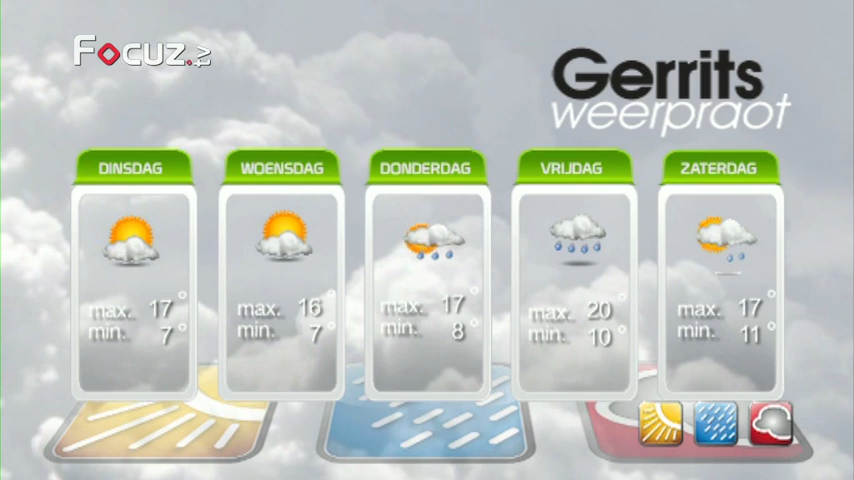 FOCUZ.tv
Gerrits
weerpraot
DINSDAG
max. 17°
min. 7°
WOENSDAG
max. 16°
min. 7°
DONDERDAG
max. 17°
min. 8°
VRIJDAG
max. 20°
min. 10°
ZATERDAG
max. 17°
min. 11°